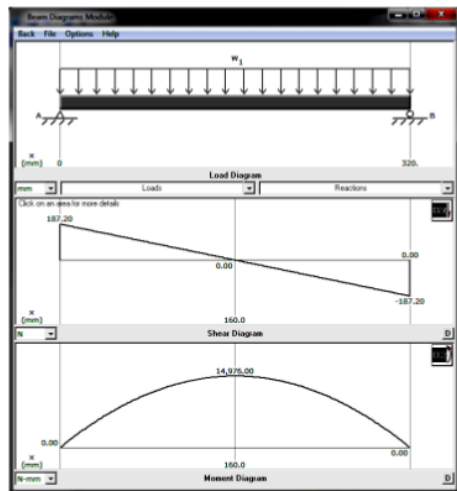 Beam Diagrams Module
Back File Options Help
w1
A B
x
(mm) 0 320.
Load Diagram
mm Loads Reactions
Click on an area for more details
187.20
0.00
0.00
-187.20
x
(mm) 160.0
N Shear Diagram D
14,976.00
0.00 0.00
x
(mm) 160.0
N-mm Moment Diagram D